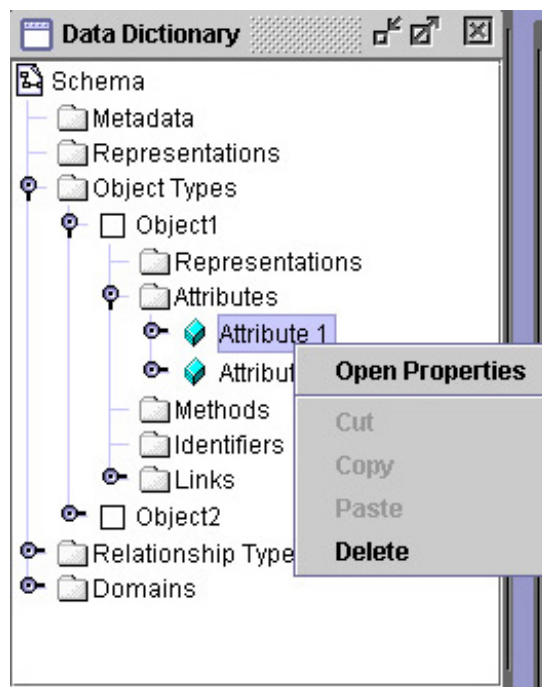 Data Dictionary
Schema
Metadata
Representations
Object Types
Object1
Representations
Attributes
Attribute 1
Attribut
Open Properties
Methods
Cut
Identifiers
Copy
Links
Paste
Object2
Relationship Type
Delete
Domains